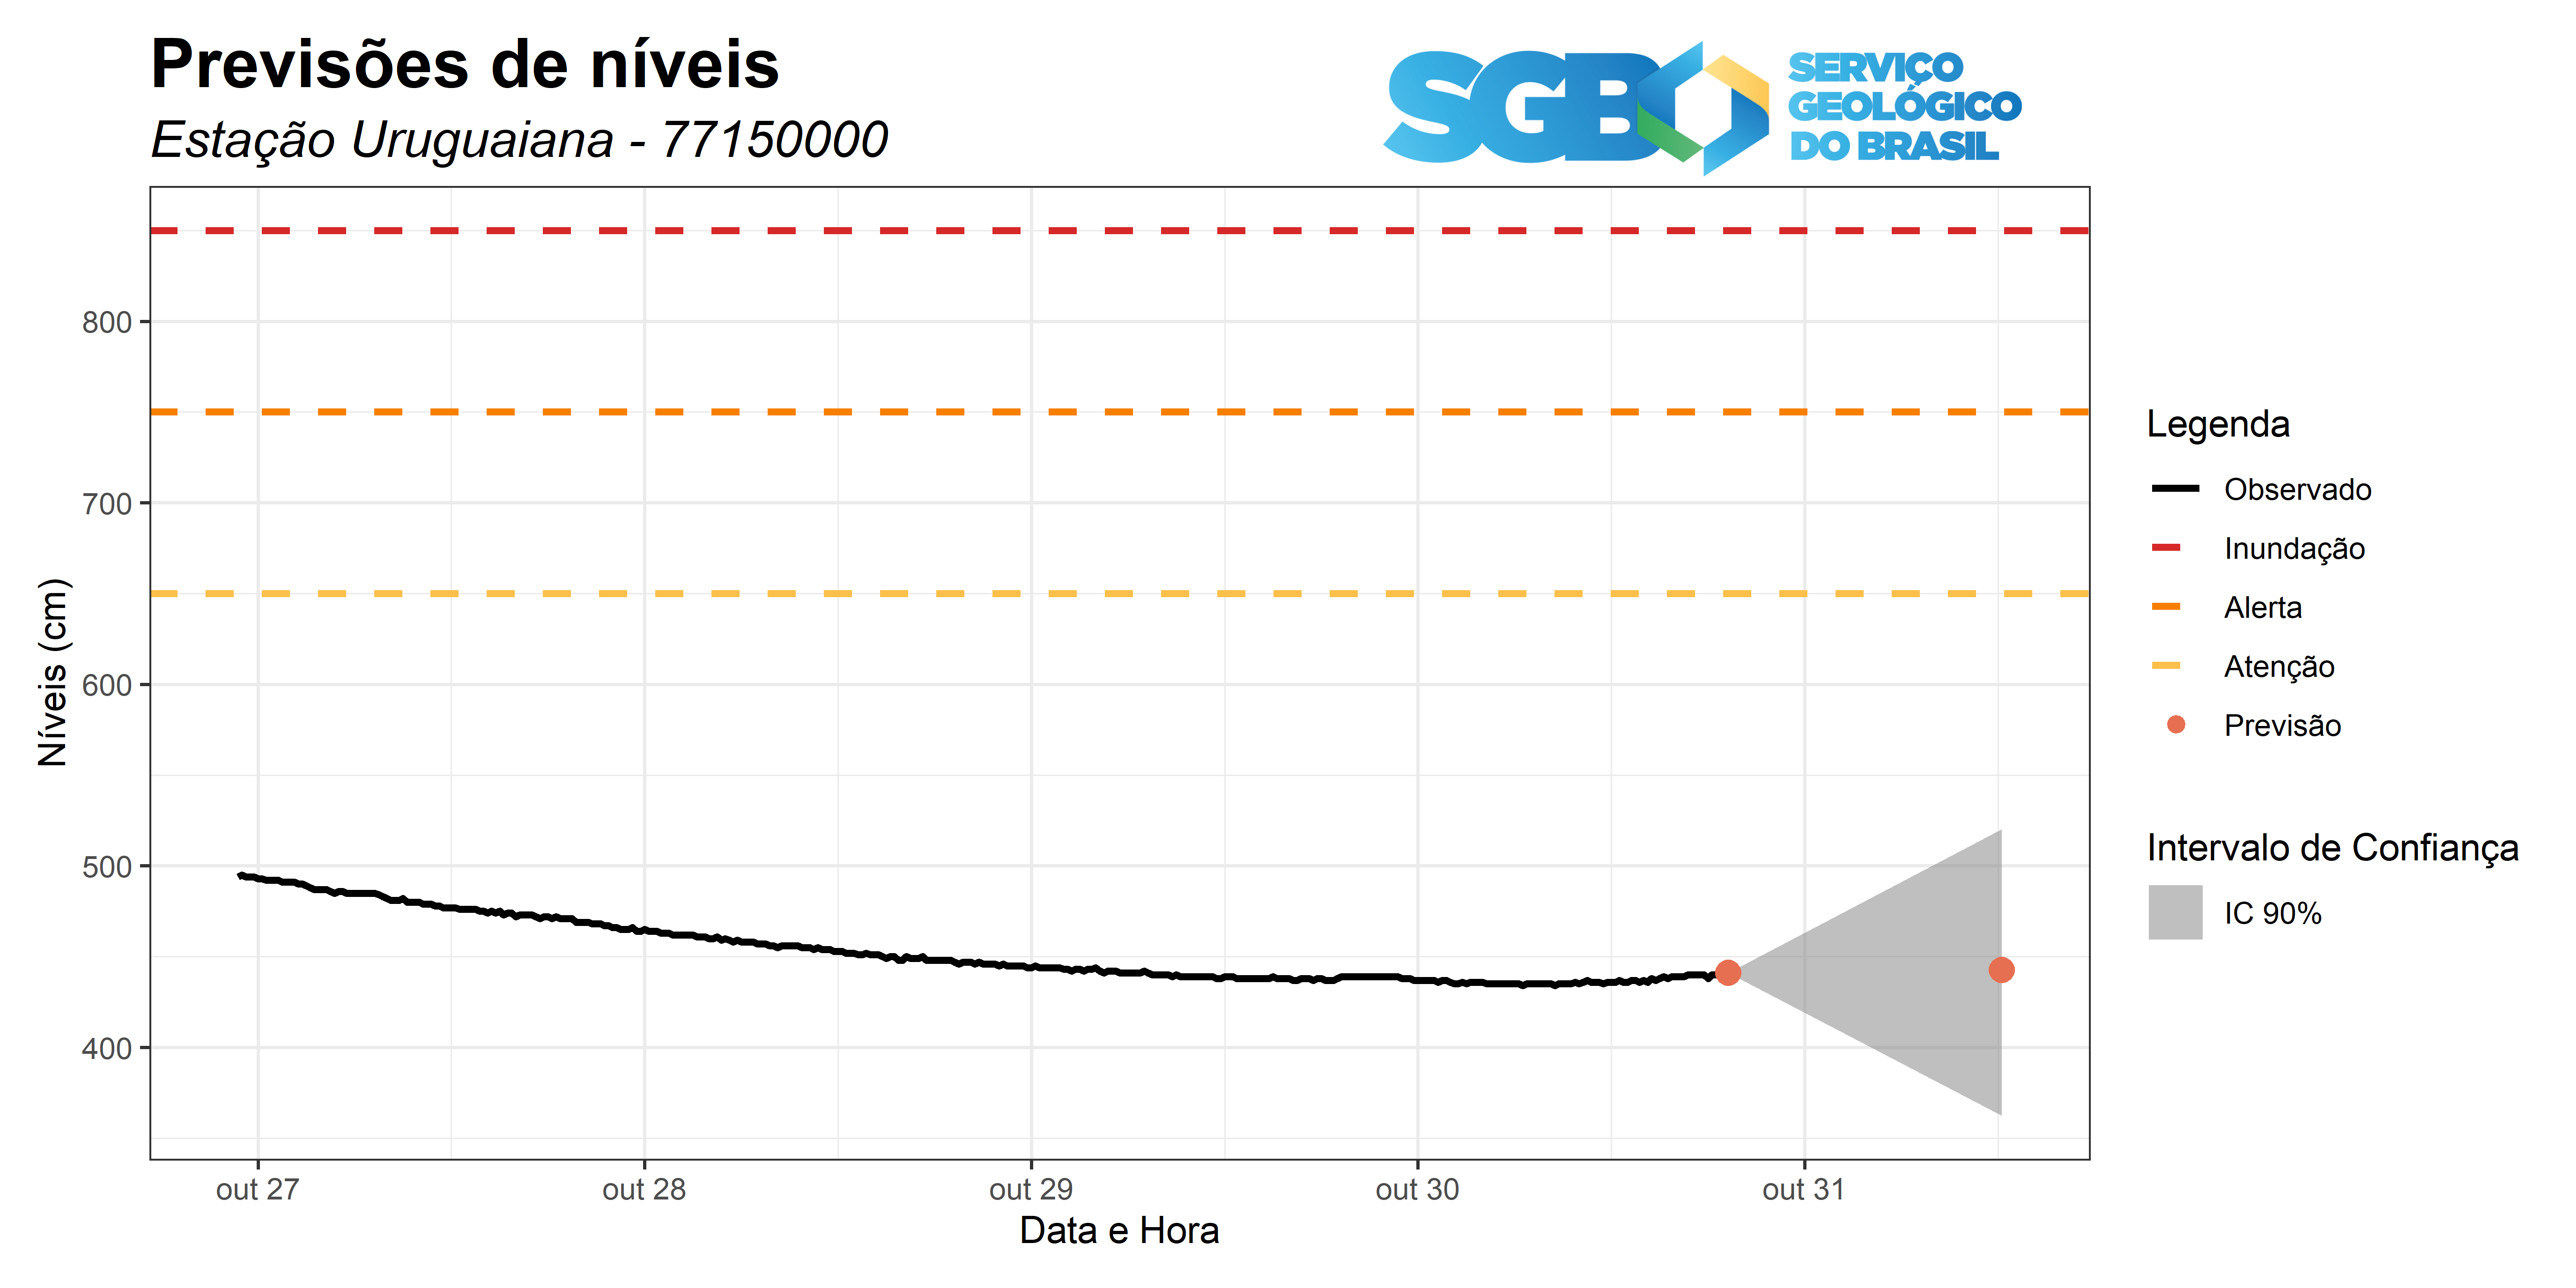 Previsões de níveis
Estação Uruguaiana - 77150000
SGB
SERVIÇO
GEOLÓGICO
DO BRASIL
Níveis (cm)
800
700
600
500
400
out 27
out 28
out 29
out 30
out 31
Data e Hora
Legenda
Observado
Inundação
Alerta
Atenção
Previsão
Intervalo de Confiança
IC 90%